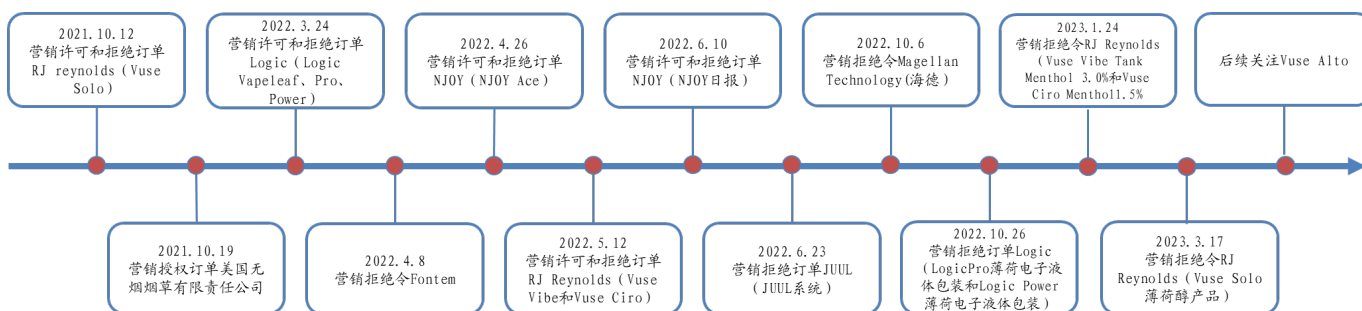 2021.10.12
营销许可和拒绝订单
RJ reynolds（Vuse
Solo）
2022.3.24
营销许可和拒绝订单
Logic（Logic
Vapeleaf、Pro、
Power）
2022.4.26
营销许可和拒绝订单
NJOY（NJOY Ace）
2022.6.10
营销许可和拒绝订单
NJOY（NJOY日报）
2022.10.6
营销拒绝令Magellan
Technology(海德）
2023.1.24
营销拒绝令RJ Reynolds
（Vuse Vibe Tank
Menthol 3.0%和Vuse
Ciro Menthol1.5%
后续关注Vuse Alto
2021.10.19
营销授权订单美国无
烟烟草有限责任公司
2022.4.8
营销拒绝令Fontem
2022.5.12
营销许可和拒绝订单
RJ Reynolds（Vuse
Vibe和Vuse Ciro）
2022.6.23
营销拒绝订单JUUL
（JUUL系统）
2022.10.26
营销拒绝订单Logic
（LogicPro薄荷电子液
体包装和Logic Power
薄荷电子液体包装）
2023.3.17
营销拒绝令RJ
Reynolds（Vuse Solo
薄荷醇产品）